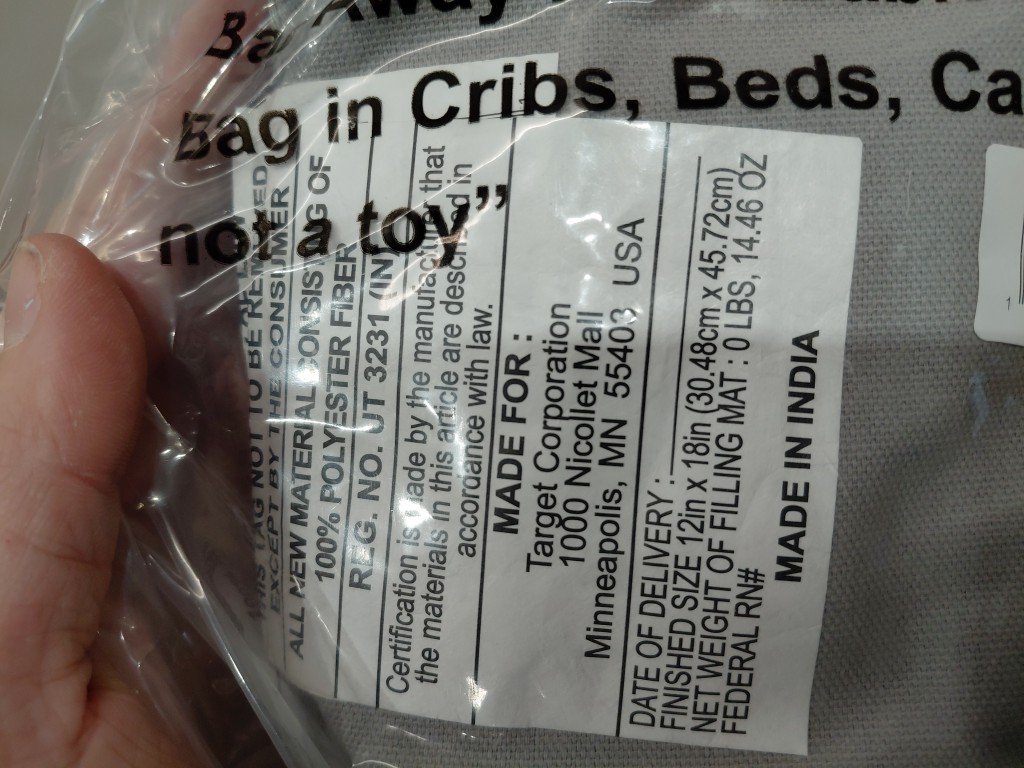 Away
Bag in Cribs, Beds, Ca
not a toy”
THIS TAG NOT TO BE REMOVED
EXCEPT BY THE CONSUMER
ALL NEW MATERIAL CONSISTING OF
100% POLYESTER FIBER
REG. NO. UT 3231 (IN)
Certification is made by the manufacturer that
the materials in this article are described in
accordance with law.
MADE FOR :
Target Corporation
1000 Nicollet Mall
Minneapolis, MN 55403 USA
DATE OF DELIVERY :
FINISHED SIZE 12in x 18in (30.48cm x 45.72cm)
NET WEIGHT OF FILLING MAT : 0 LBS, 14.46 OZ
FEDERAL RN#
MADE IN INDIA